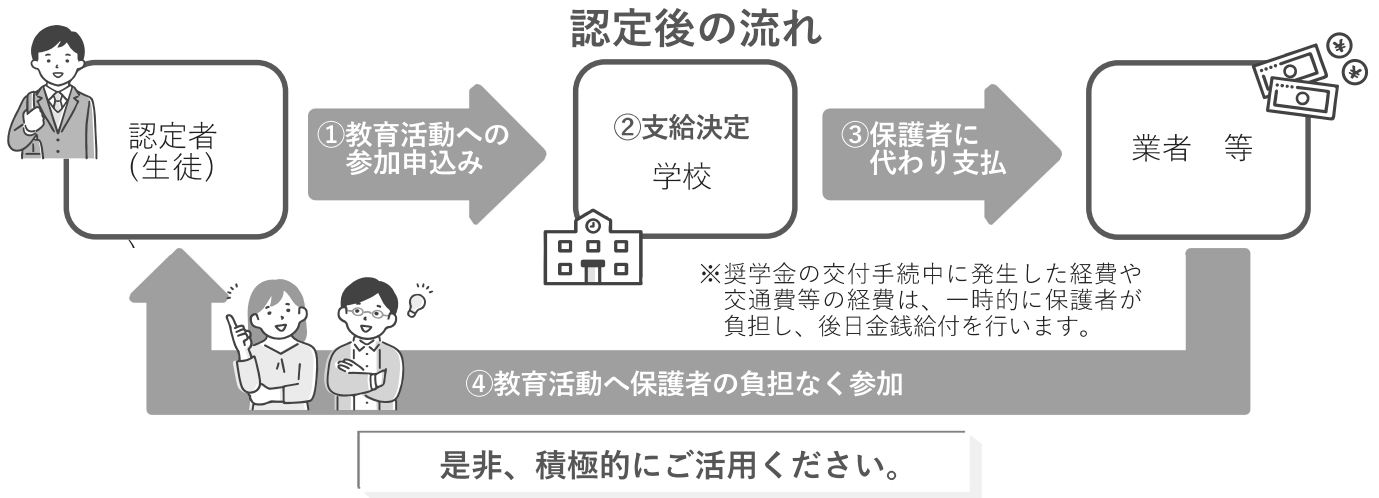 認定後の流れ
認定者
(生徒)
①教育活動への
参加申込み
②支給決定
学校
③保護者に
代わり支払
業者　等
※奨学金の交付手続中に発生した経費や
交通費等の経費は、一時的に保護者が
負担し、後日金銭給付を行います。
④教育活動へ保護者の負担なく参加
是非、積極的にご活用ください。